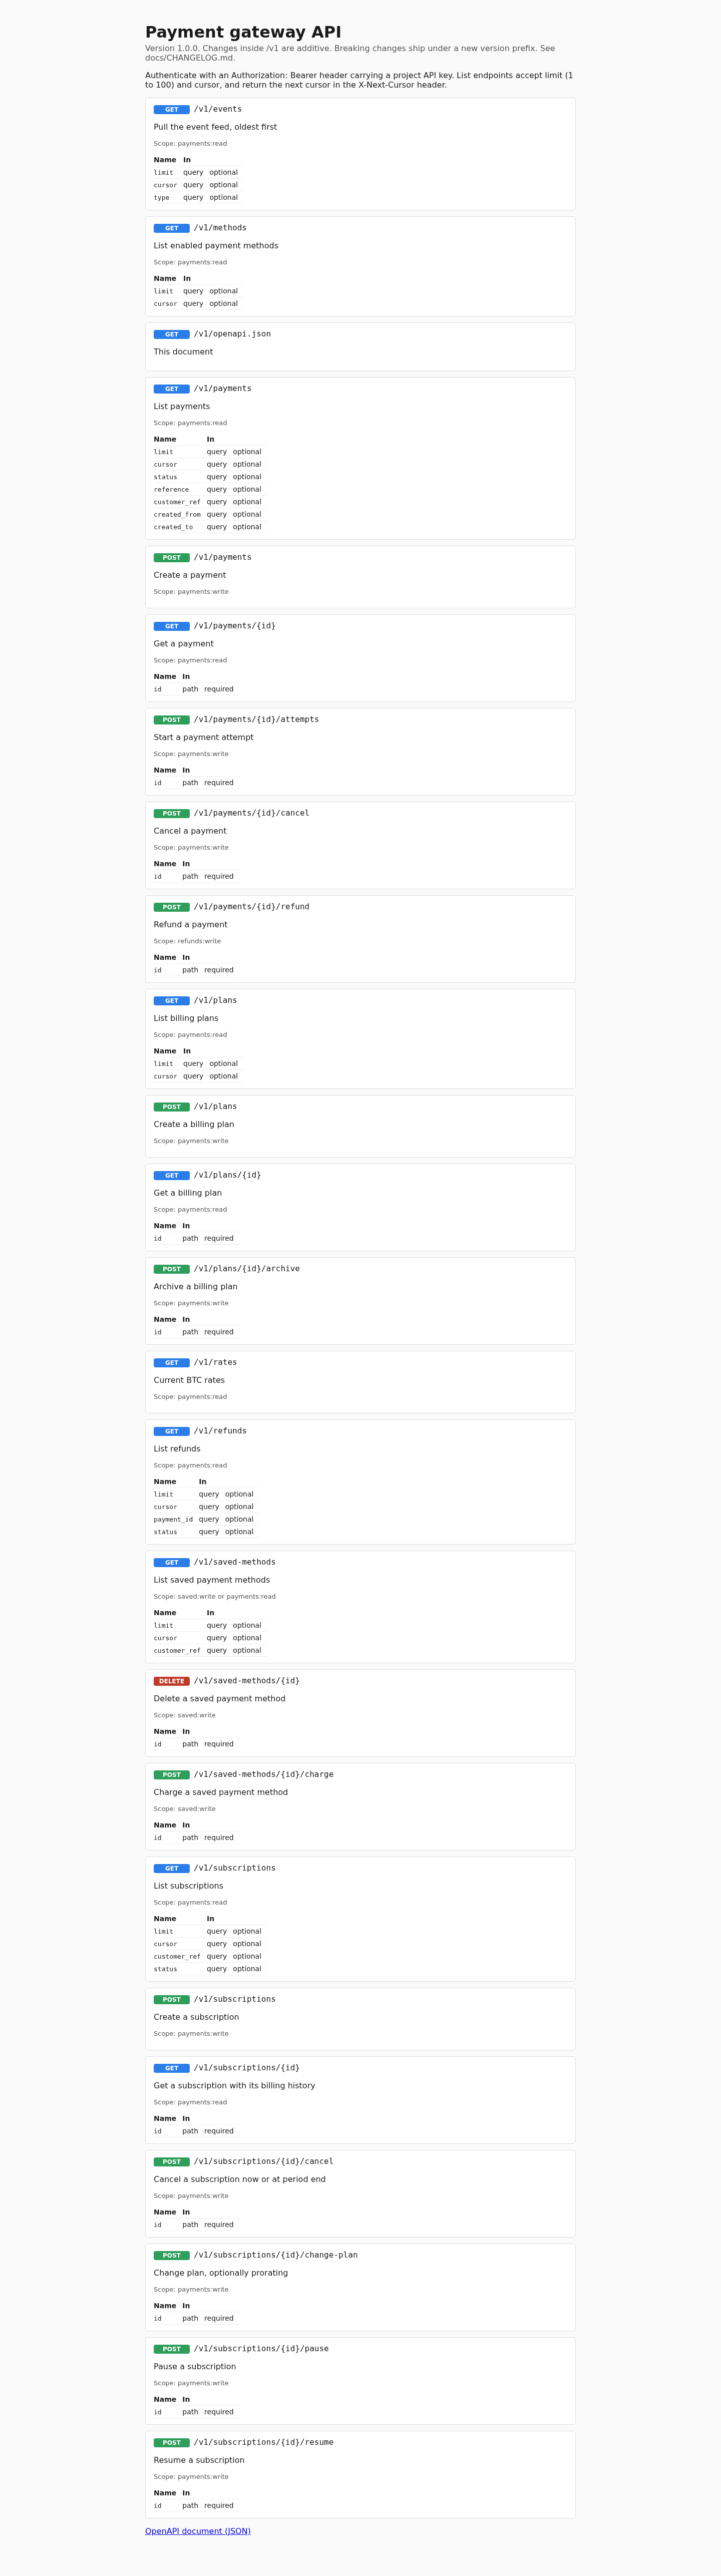 Payment gateway API
Version 1.0.0. Changes inside /v1 are additive. Breaking changes ship under a new version prefix. See
docs/CHANGELOG.md.
Authenticate with an Authorization: Bearer header carrying a project API key. List endpoints accept limit (1
to 100) and cursor, and return the next cursor in the X-Next-Cursor header.
GET /v1/events
Pull the event feed, oldest first
Scope: payments:read
Name In
limit query optional
cursor query optional
type query optional
GET /v1/methods
List enabled payment methods
Scope: payments:read
Name In
limit query optional
cursor query optional
GET /v1/openapi.json
This document
GET /v1/payments
List payments
Scope: payments:read
Name In
limit query optional
cursor query optional
status query optional
reference query optional
customer_ref query optional
created_from query optional
created_to query optional
POST /v1/payments
Create a payment
Scope: payments:write
GET /v1/payments/{id}
Get a payment
Scope: payments:read
Name In
id path required
POST /v1/payments/{id}/attempts
Start a payment attempt
Scope: payments:write
Name In
id path required
POST /v1/payments/{id}/cancel
Cancel a payment
Scope: payments:write
Name In
id path required
POST /v1/payments/{id}/refund
Refund a payment
Scope: refunds:write
Name In
id path required
GET /v1/plans
List billing plans
Scope: payments:read
Name In
limit query optional
cursor query optional
POST /v1/plans
Create a billing plan
Scope: payments:write
GET /v1/plans/{id}
Get a billing plan
Scope: payments:read
Name In
id path required
POST /v1/plans/{id}/archive
Archive a billing plan
Scope: payments:write
Name In
id path required
GET /v1/rates
Current BTC rates
Scope: payments:read
GET /v1/refunds
List refunds
Scope: payments:read
Name In
limit query optional
cursor query optional
payment_id query optional
status query optional
GET /v1/saved-methods
List saved payment methods
Scope: saved:write or payments:read
Name In
limit query optional
cursor query optional
customer_ref query optional
DELETE /v1/saved-methods/{id}
Delete a saved payment method
Scope: saved:write
Name In
id path required
POST /v1/saved-methods/{id}/charge
Charge a saved payment method
Scope: saved:write
Name In
id path required
GET /v1/subscriptions
List subscriptions
Scope: payments:read
Name In
limit query optional
cursor query optional
customer_ref query optional
status query optional
POST /v1/subscriptions
Create a subscription
Scope: payments:write
GET /v1/subscriptions/{id}
Get a subscription with its billing history
Scope: payments:read
Name In
id path required
POST /v1/subscriptions/{id}/cancel
Cancel a subscription now or at period end
Scope: payments:write
Name In
id path required
POST /v1/subscriptions/{id}/change-plan
Change plan, optionally prorating
Scope: payments:write
Name In
id path required
POST /v1/subscriptions/{id}/pause
Pause a subscription
Scope: payments:write
Name In
id path required
POST /v1/subscriptions/{id}/resume
Resume a subscription
Scope: payments:write
Name In
id path required
OpenAPI document (JSON)